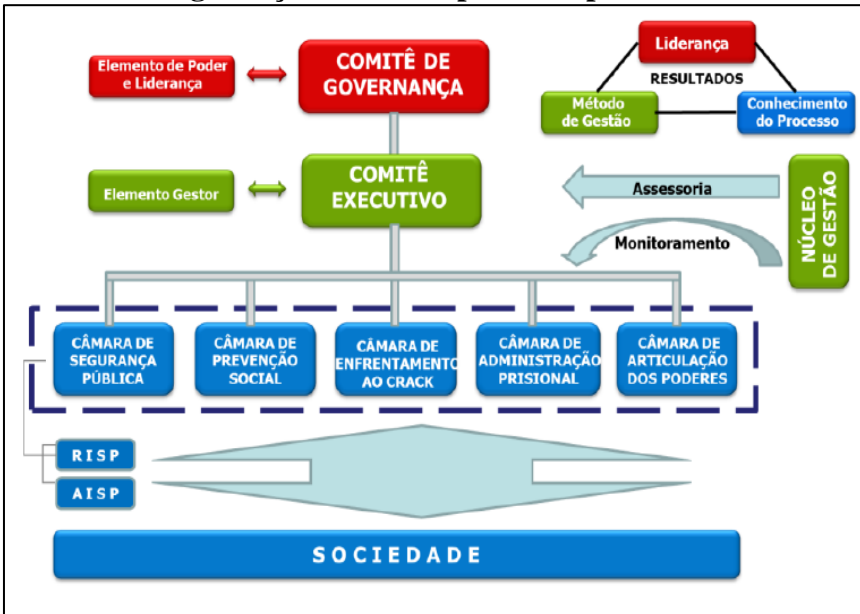 COMITÊ DE
GOVERNANÇA
Elemento de Poder
e Liderança
Liderança
RESULTADOS
Método
de Gestão
Conhecimento
do Processo
COMITÊ
EXECUTIVO
Elemento Gestor
Assessoria
Monitoramento
NÚCLEO
DE GESTÃO
CÂMARA DE
SEGURANÇA
PÚBLICA
CÂMARA DE
PREVENÇÃO
SOCIAL
CÂMARA DE
ENFRENTAMENTO
AO CRACK
CÂMARA DE
ADMINISTRAÇÃO
PRISIONAL
CÂMARA DE
ARTICULAÇÃO
DOS PODERES
RISP
AISP
SOCIEDADE